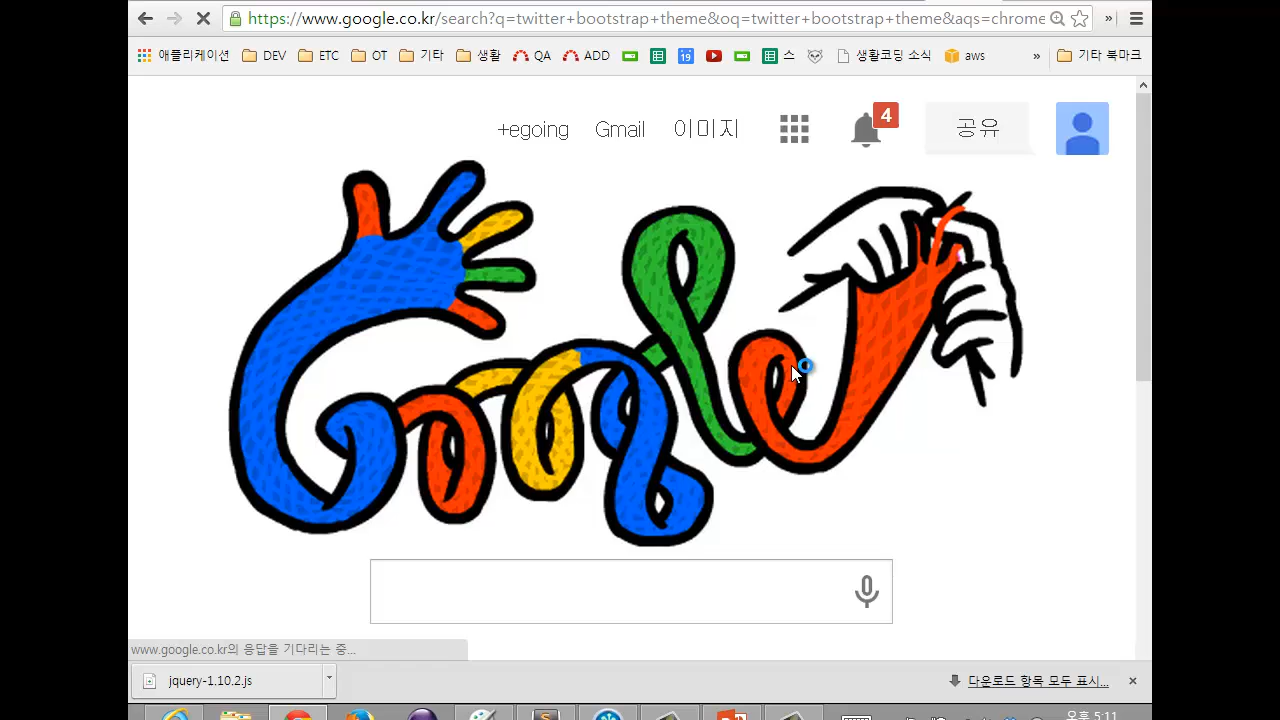 https://www.google.co.kr/search?q=twitter+bootstrap+theme&oq=twitter+bootstrap+theme&aqs=chrome
애플리케이션 DEV ETC OT 기타 생활 QA ADD 19 스 생활코딩 소식 aws » 기타 북마크
+egoing Gmail 이미지 4 공유
Google
www.google.co.kr의 응답을 기다리는 중...
jquery-1.10.2.js 다운로드 항목 모두 표시...
오후 5:11